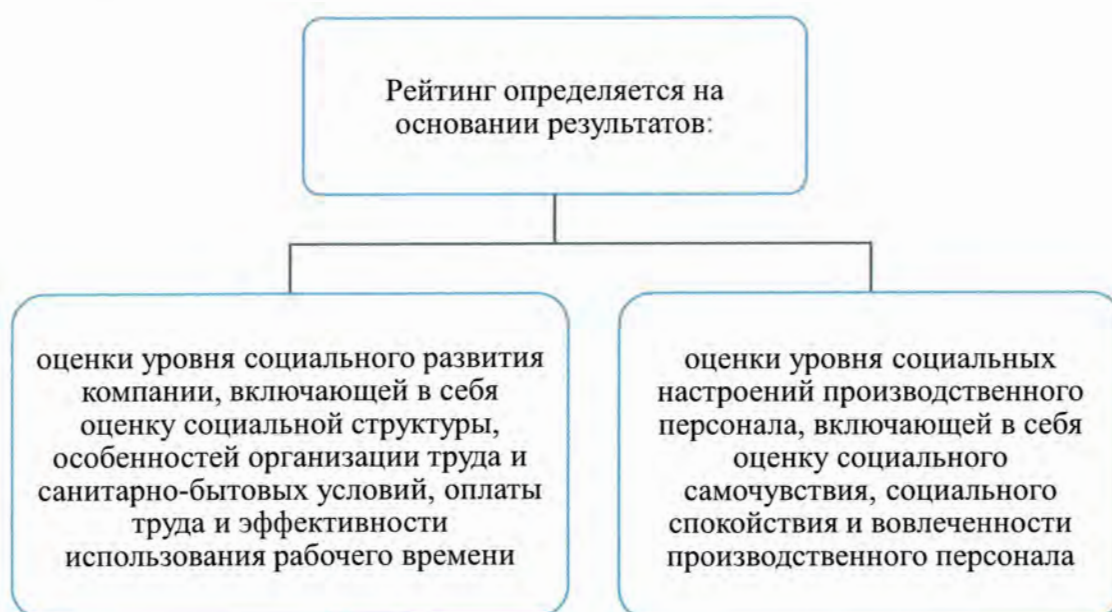 Рейтинг определяется на
основании результатов:
оценки уровня социального развития
компании, включающей в себя
оценку социальной структуры,
особенностей организации труда и
санитарно-бытовых условий, оплаты
труда и эффективности
использования рабочего времени
оценки уровня социальных
настроений производственного
персонала, включающей в себя
оценку социального
самочувствия, социального
спокойствия и вовлеченности
производственного персонала